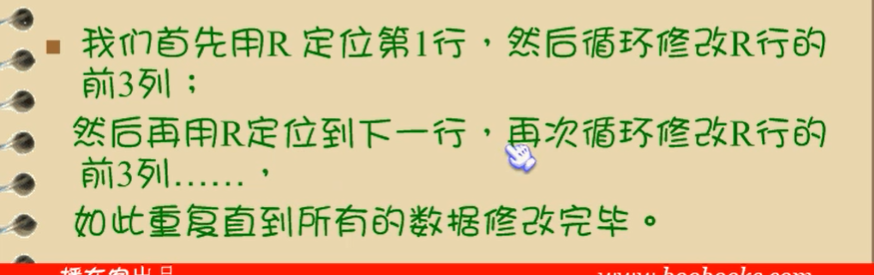 我们首先用R 定位第1行，然后循环修改R行的
前3列；
然后再用R定位到下一行，再次循环修改R行的
前3列……，
如此重复直到所有的数据修改完毕。